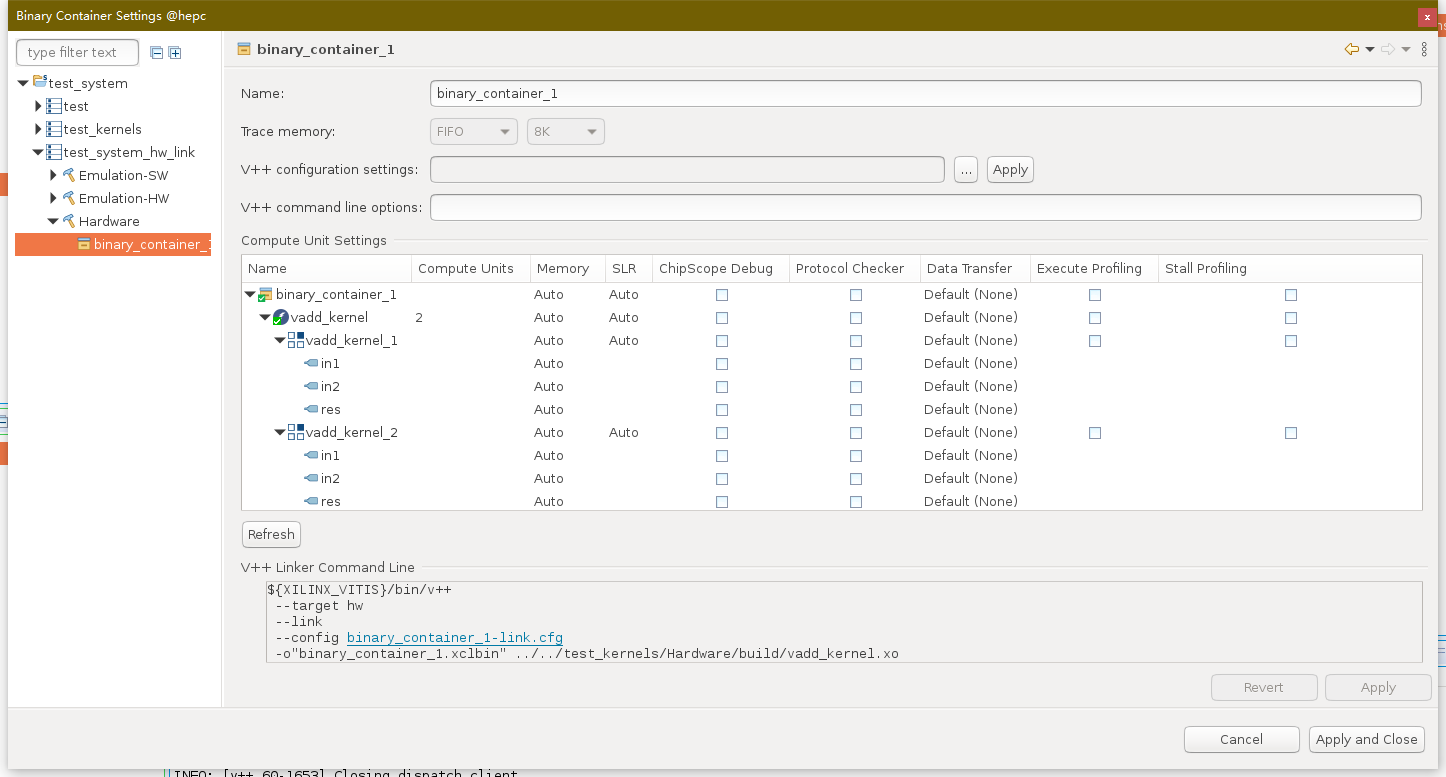 Binary Container Settings @hepc
x
type filter text
test_system
test
test_kernels
test_system_hw_link
Emulation-SW
Emulation-HW
Hardware
binary_container_1
binary_container_1
Name:
binary_container_1
Trace memory:
FIFO
8K
V++ configuration settings:
...
Apply
V++ command line options:
Compute Unit Settings
Name Compute Units Memory SLR ChipScope Debug Protocol Checker Data Transfer Execute Profiling Stall Profiling
binary_container_1 Auto Auto Default (None)
vadd_kernel 2 Auto Auto Default (None)
vadd_kernel_1 Auto Auto Default (None)
in1 Auto Default (None)
in2 Auto Default (None)
res Auto Default (None)
vadd_kernel_2 Auto Auto Default (None)
in1 Auto Default (None)
in2 Auto Default (None)
res Auto Default (None)
Refresh
V++ Linker Command Line
${XILINX_VITIS}/bin/v++
--target hw
--link
--config binary_container_1-link.cfg
-o"binary_container_1.xclbin" ../../test_kernels/Hardware/build/vadd_kernel.xo
Revert
Apply
Cancel
Apply and Close
INFO: [v++ 60-1653] Closing dispatch client